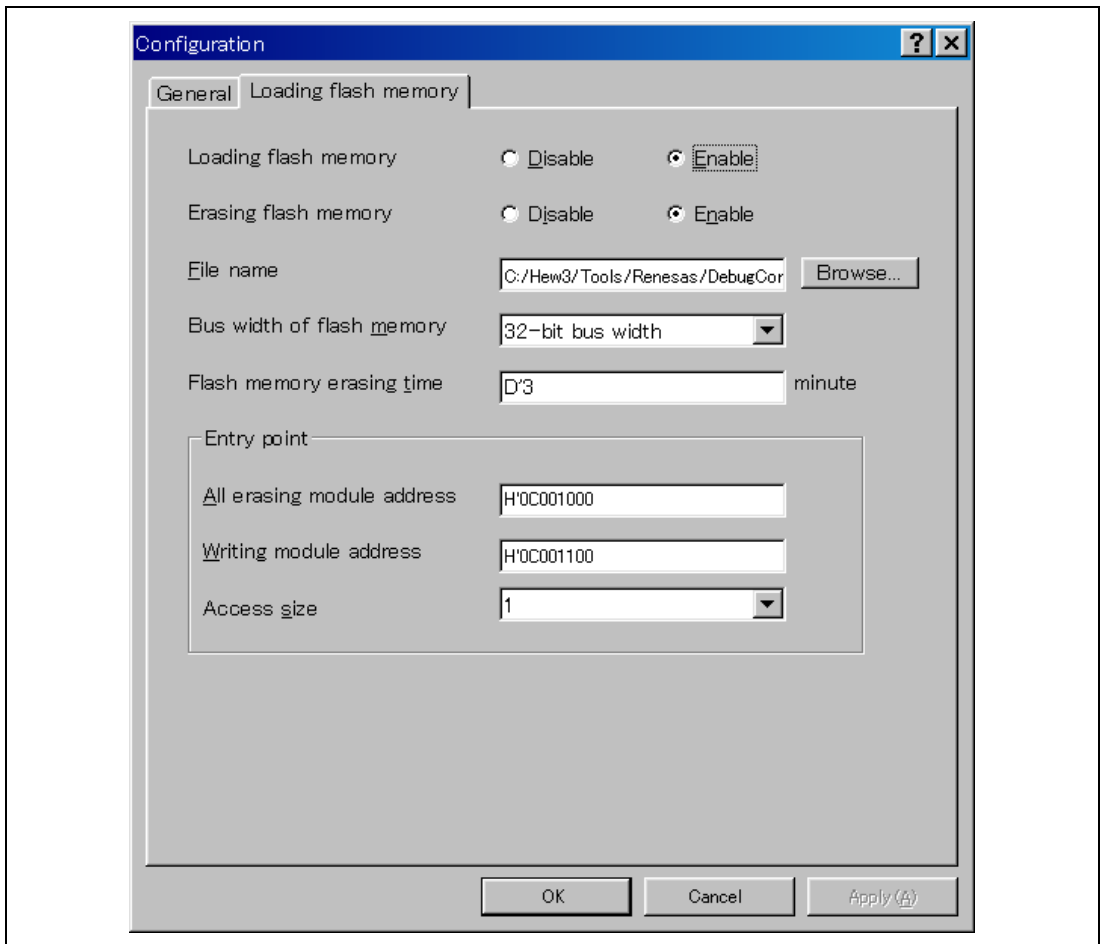 Configuration
General Loading flash memory
Loading flash memory Disable Enable
Erasing flash memory Disable Enable
File name C:/Hew3/Tools/Renesas/DebugCor Browse...
Bus width of flash memory 32-bit bus width
Flash memory erasing time D'3 minute
Entry point
All erasing module address H'0C001000
Writing module address H'0C001100
Access size 1
OK Cancel Apply (A)